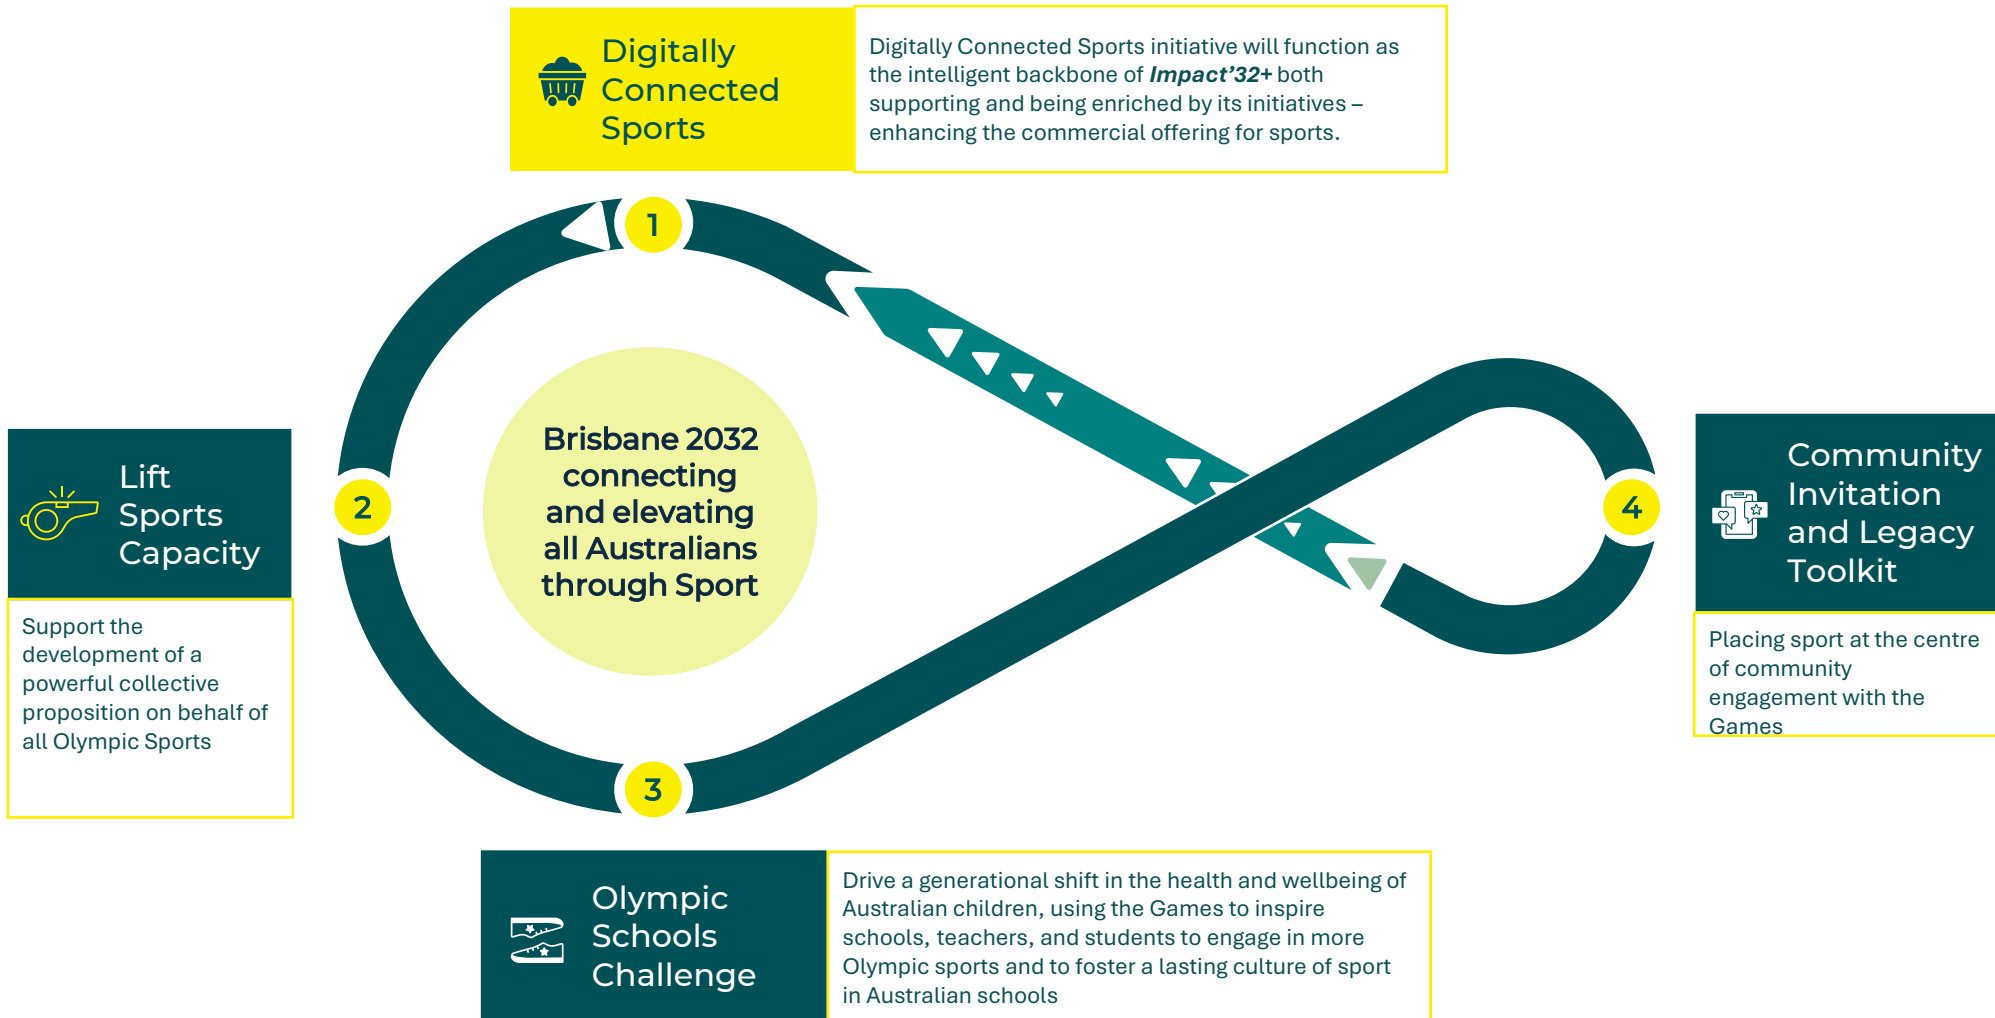 Digitally
Connected
Sports
Digitally Connected Sports initiative will function as
the intelligent backbone of Impact’32+ both
supporting and being enriched by its initiatives –
enhancing the commercial offering for sports.
1
Brisbane 2032
connecting
and elevating
all Australians
through Sport
Lift
Sports
Capacity
Support the
development of a
powerful collective
proposition on behalf of
all Olympic Sports
2
3
Olympic
Schools
Challenge
Drive a generational shift in the health and wellbeing of
Australian children, using the Games to inspire
schools, teachers, and students to engage in more
Olympic sports and to foster a lasting culture of sport
in Australian schools
4
Community
Invitation
and Legacy
Toolkit
Placing sport at the centre
of community
engagement with the
Games